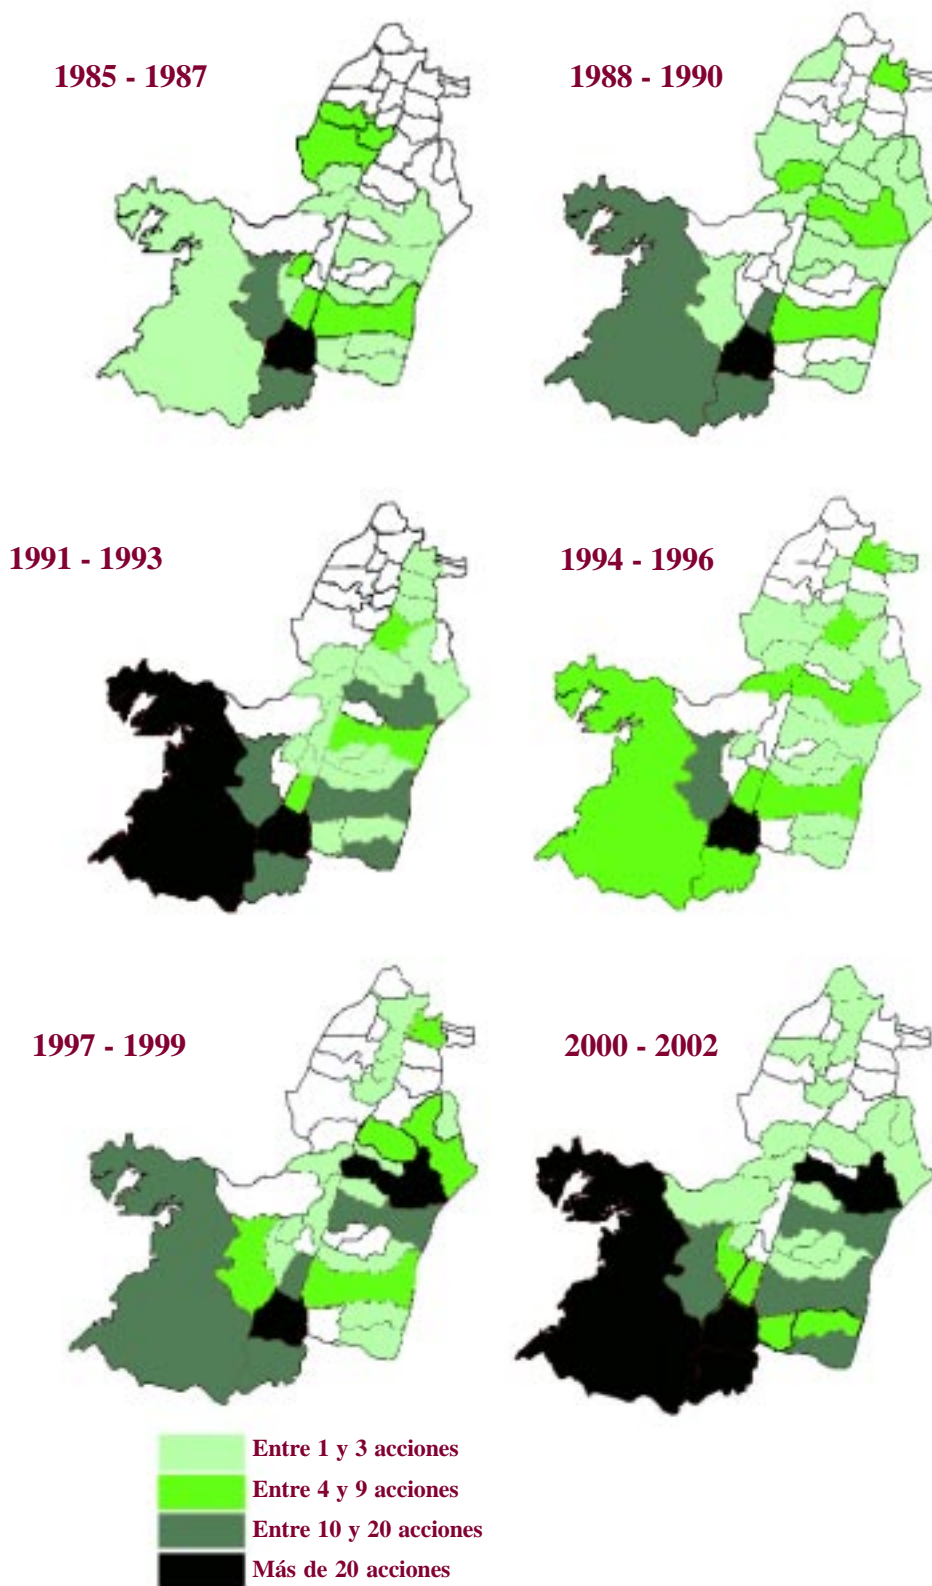 1985 - 1987
1988 - 1990
1991 - 1993
1994 - 1996
1997 - 1999
2000 - 2002
Entre 1 y 3 acciones
Entre 4 y 9 acciones
Entre 10 y 20 acciones
Más de 20 acciones